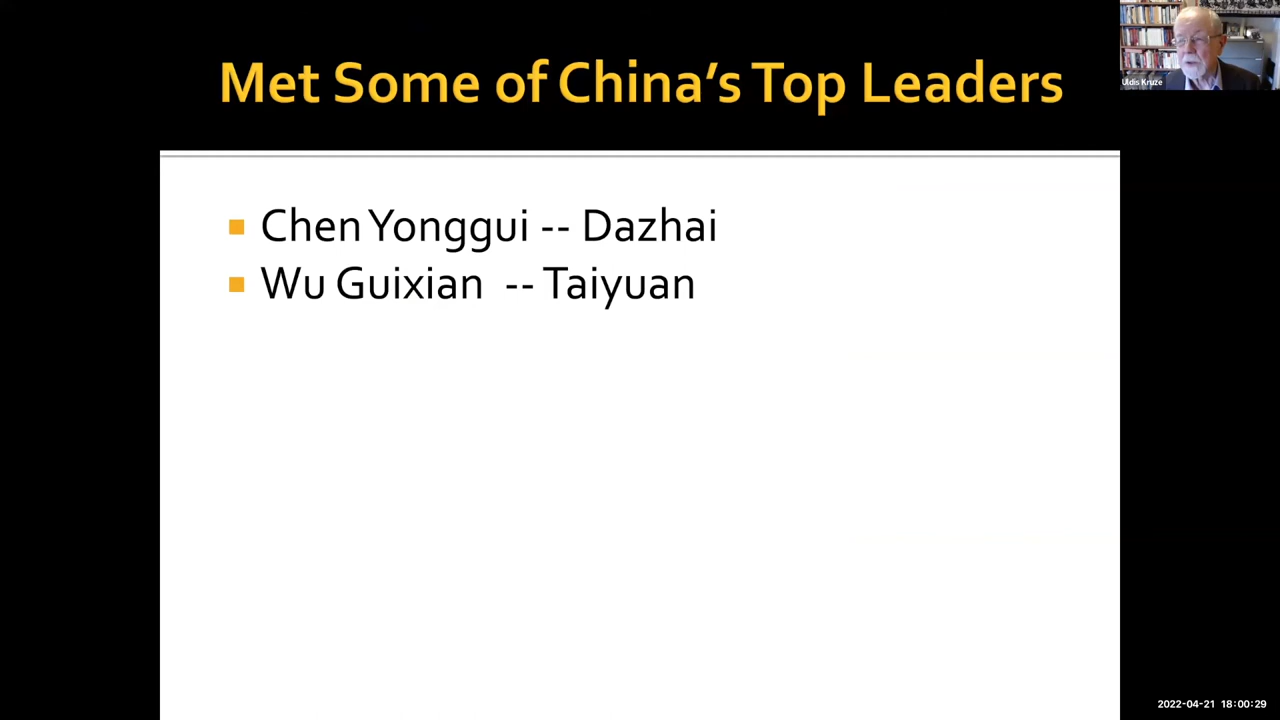 Met Some of China's Top Leaders
Uldis Kruze
Chen Yonggui -- Dazhai
Wu Guixian -- Taiyuan
2022-04-21 18:00:29